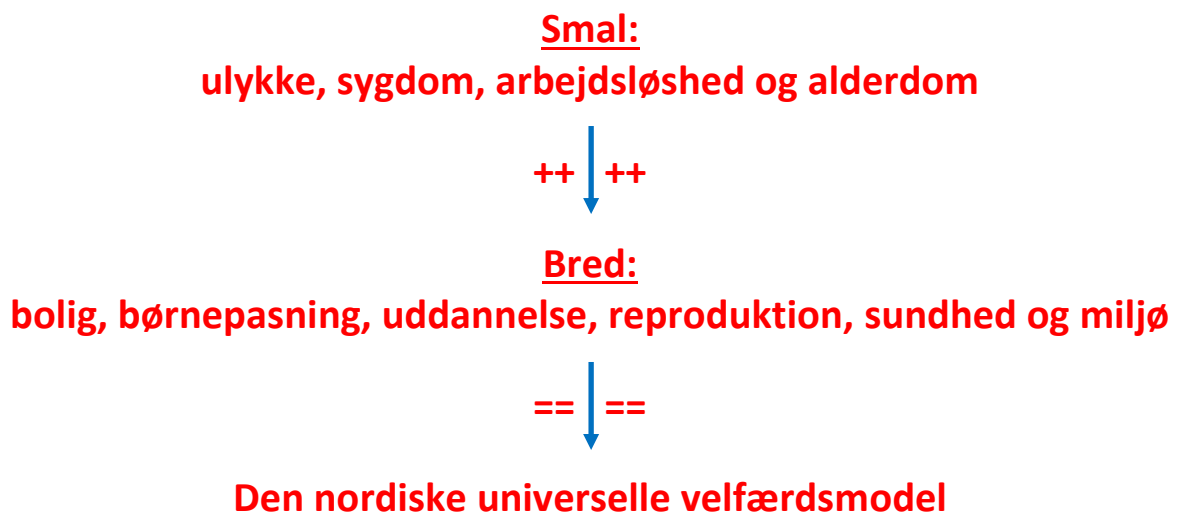 Smal:
ulykke, sygdom, arbejdsløshed og alderdom
++ ++
Bred:
bolig, børnepasning, uddannelse, reproduktion, sundhed og miljø
== ==
Den nordiske universelle velfærdsmodel